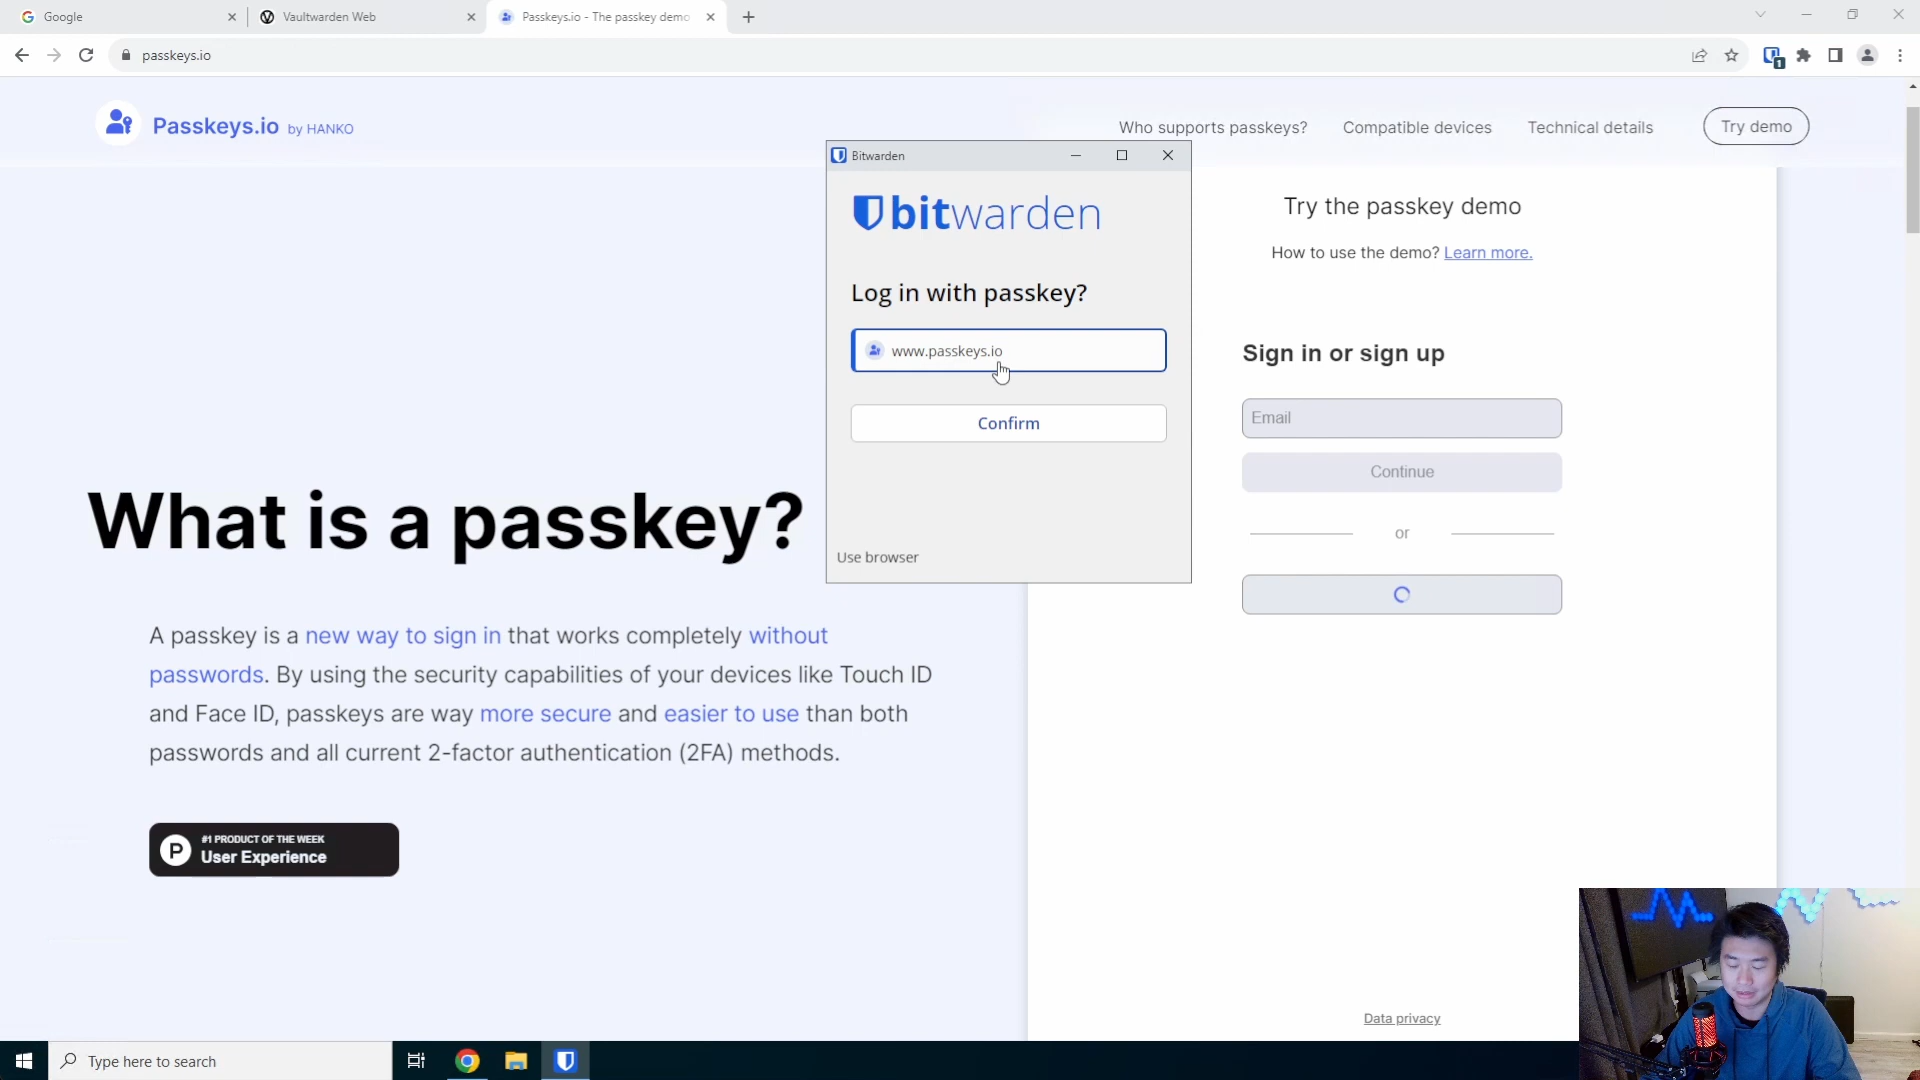 Google
Vaultwarden Web
Passkeys.io - The passkey demo
passkeys.io
1
Passkeys.io by HANKO
Who supports passkeys?
Compatible devices
Technical details
Try demo
Bitwarden
bitwarden
Log in with passkey?
www.passkeys.io
Confirm
Use browser
Try the passkey demo
How to use the demo? Learn more.
Sign in or sign up
Email
Continue
or
Data privacy
What is a passkey?
A passkey is a new way to sign in that works completely without
passwords. By using the security capabilities of your devices like Touch ID
and Face ID, passkeys are way more secure and easier to use than both
passwords and all current 2-factor authentication (2FA) methods.
P
#1 PRODUCT OF THE WEEK
User Experience
Type here to search